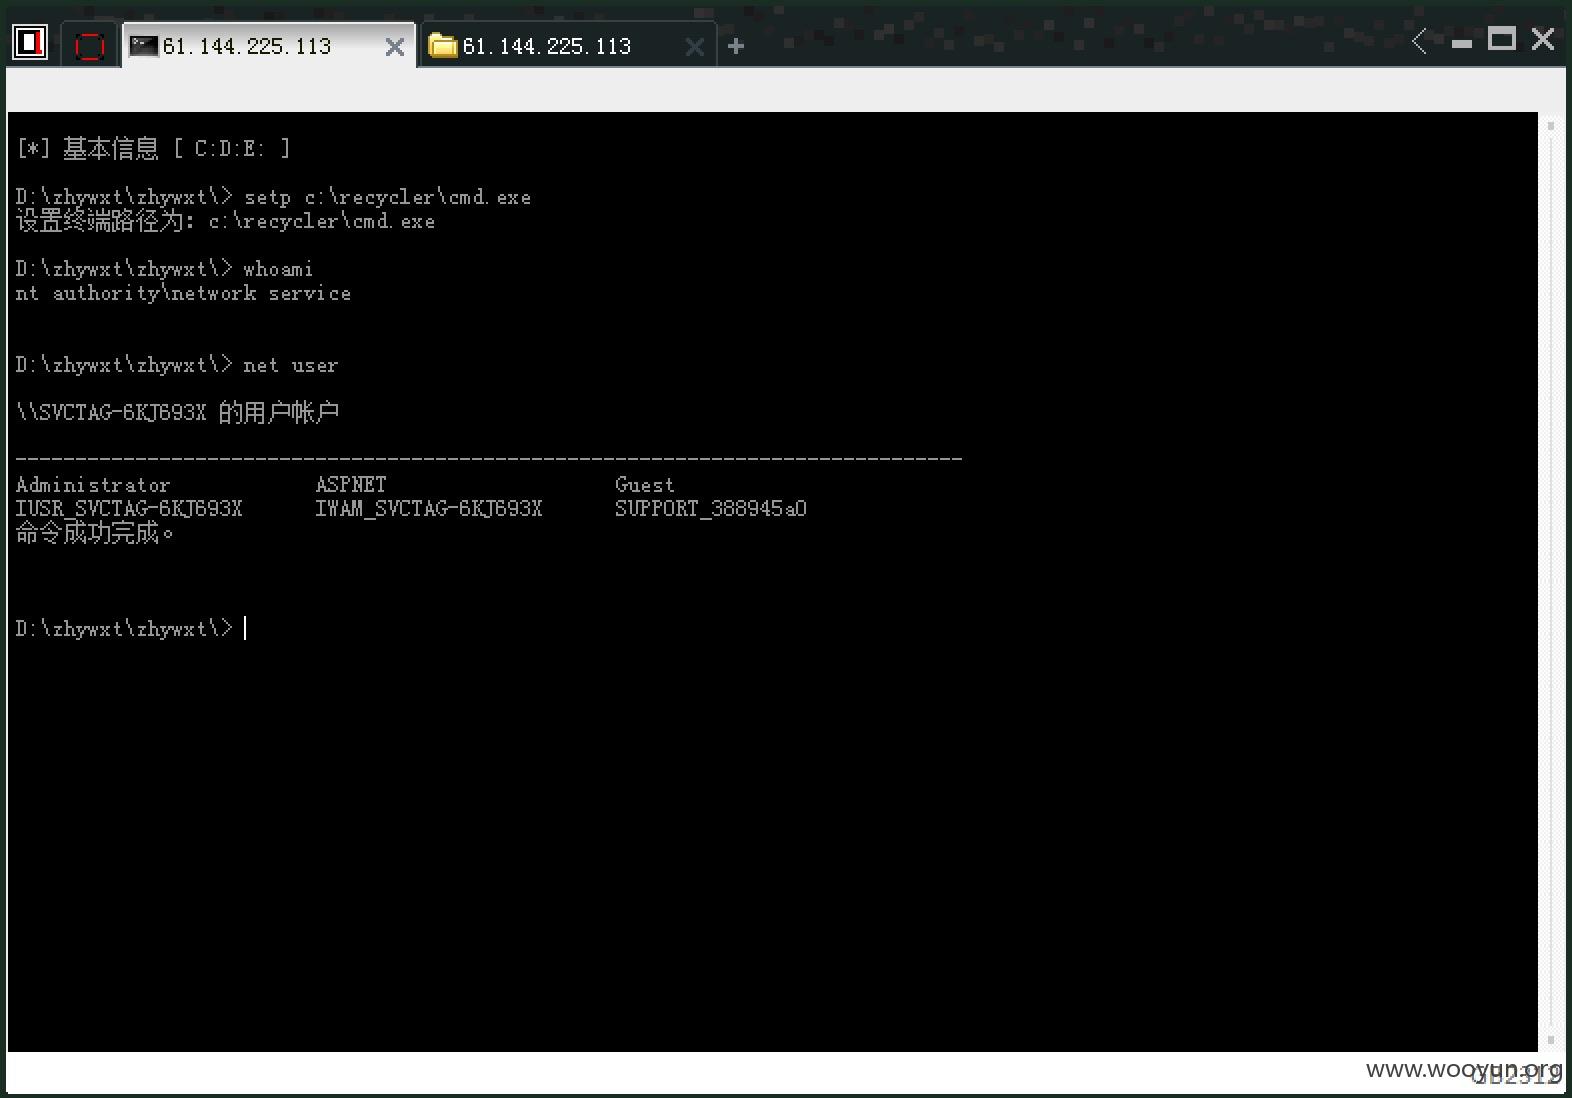 61.144.225.113 61.144.225.113
[*] 基本信息 [ C:D:E: ]
D:\zhywxt\zhywxt\> setp c:\recycler\cmd.exe
设置终端路径为: c:\recycler\cmd.exe
D:\zhywxt\zhywxt\> whoami
nt authority\network service
D:\zhywxt\zhywxt\> net user
\\SVCTAG-6KJ693X 的用户帐户
-------------------------------------------------------------------------------
Administrator ASPNET Guest
IUSR_SVCTAG-6KJ693X IWAM_SVCTAG-6KJ693X SUPPORT_388945a0
命令成功完成。
D:\zhywxt\zhywxt\>
www.wooyun.org
GB2312